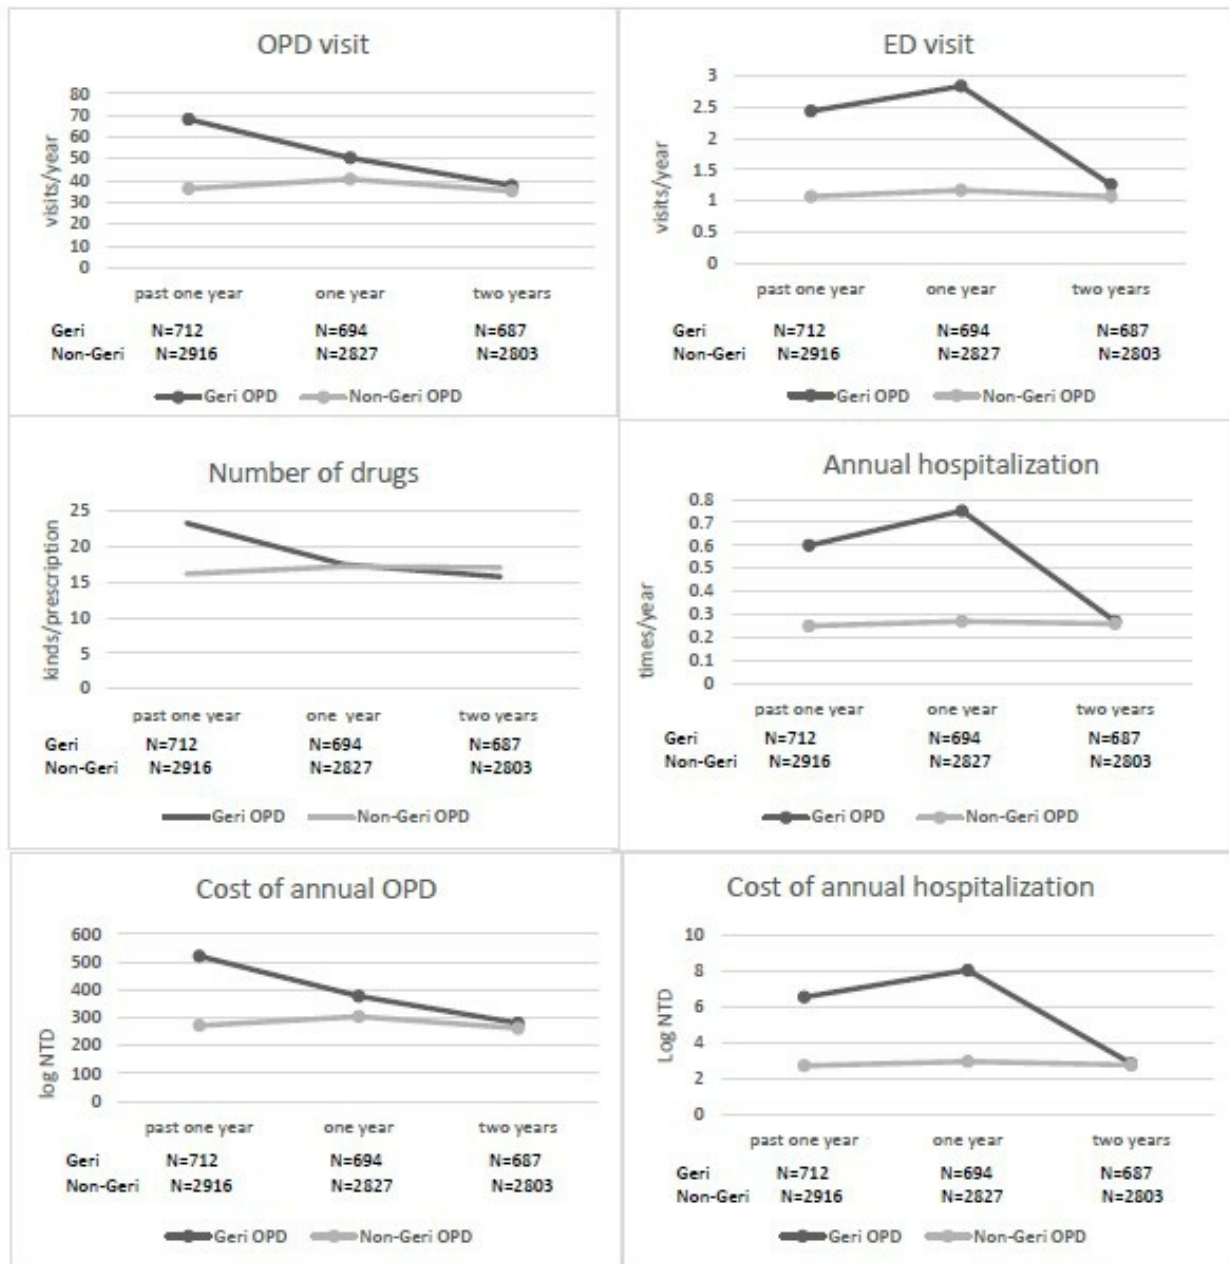 OPD visit
80
70
60
50
40
30
20
10
0
visits/year
past one year one year two years
Geri N=712 N=694 N=687
Non-Geri N=2916 N=2827 N=2803
Geri OPD Non-Geri OPD
ED visit
3
2.5
2
1.5
1
0.5
0
visits/year
past one year one year two years
Geri N=712 N=694 N=687
Non-Geri N=2916 N=2827 N=2803
Geri OPD Non-Geri OPD
Number of drugs
25
20
15
10
5
0
kinds/prescription
past one year one year two years
Geri N=712 N=694 N=687
Non-Geri N=2916 N=2827 N=2803
Geri OPD Non-Geri OPD
Annual hospitalization
0.8
0.7
0.6
0.5
0.4
0.3
0.2
0.1
0
times/year
past one year one year two years
Geri N=712 N=694 N=687
Non-Geri N=2916 N=2827 N=2803
Geri OPD Non-Geri OPD
Cost of annual OPD
600
500
400
300
200
100
0
log NTD
past one year one year two years
Geri N=712 N=694 N=687
Non-Geri N=2916 N=2827 N=2803
Geri OPD Non-Geri OPD
Cost of annual hospitalization
10
8
6
4
2
0
Log NTD
past one year one year two years
Geri N=712 N=694 N=687
Non-Geri N=2916 N=2827 N=2803
Geri OPD Non-Geri OPD